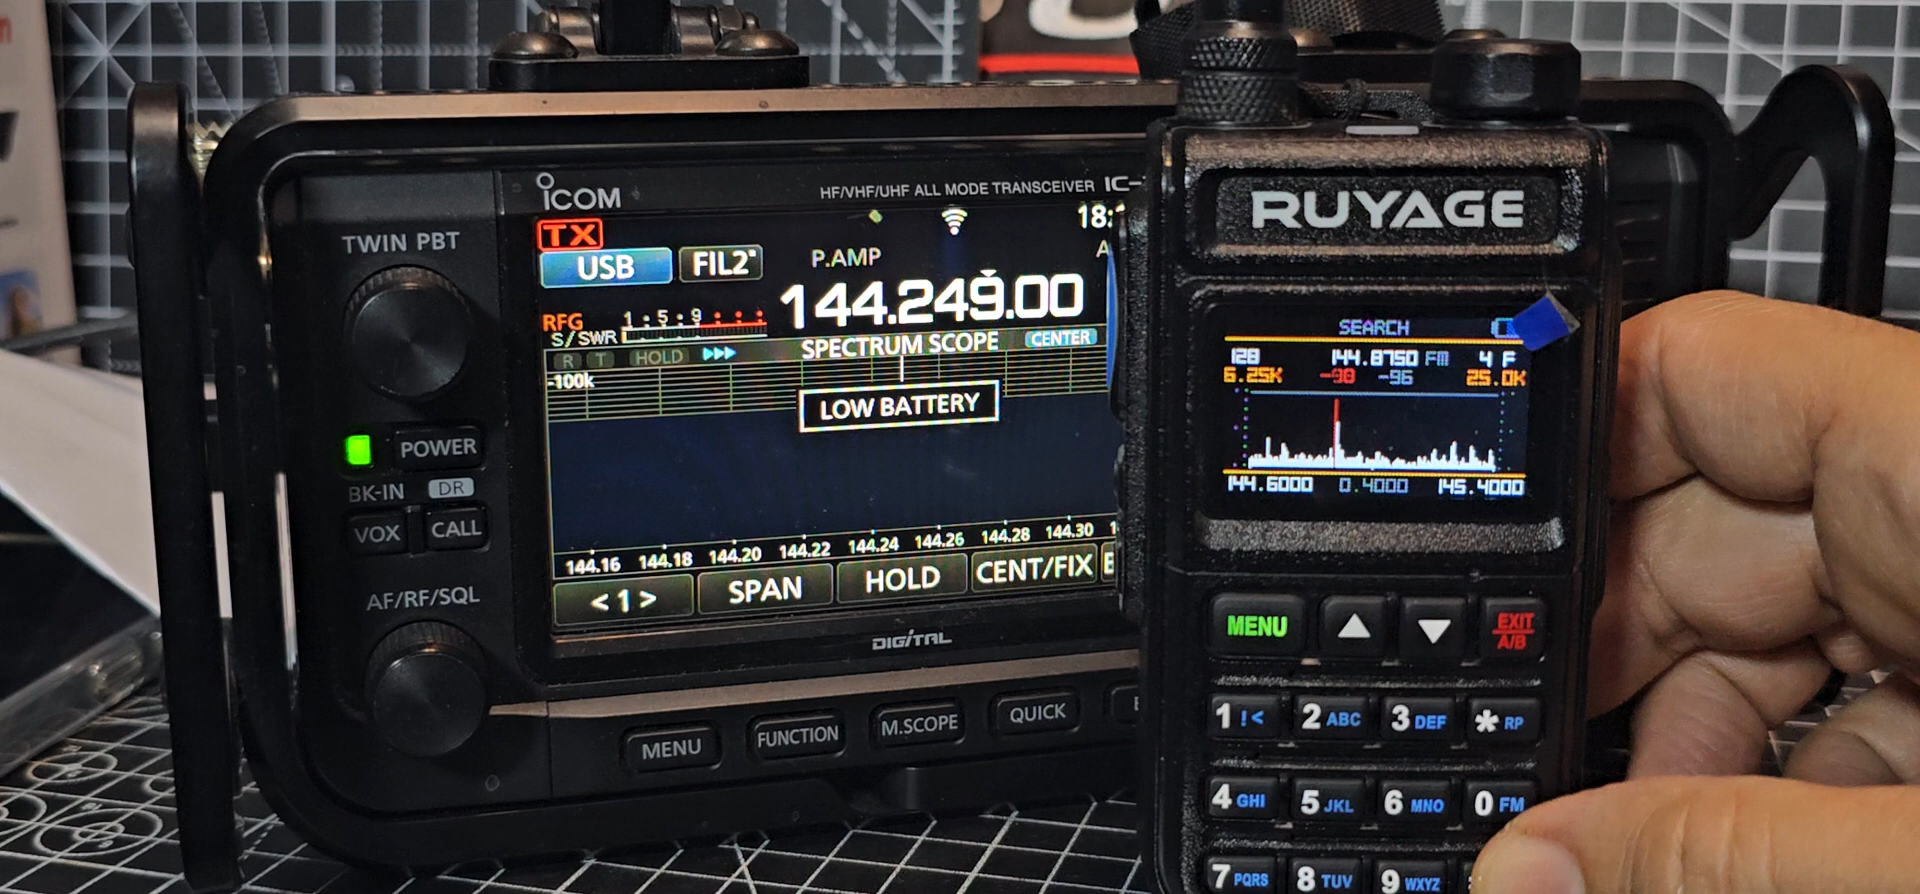 ICOM
HF/VHF/UHF ALL MODE TRANSCEIVER IC-
TX
USB FIL2 P.AMP
144.249.00
RFG
S/SWR 1 : 5 : 9
R T HOLD SPECTRUM SCOPE CENTER
-100k
LOW BATTERY
144.16 144.18 144.20 144.22 144.24 144.26 144.28 144.30
<1> SPAN HOLD CENT/FIX
DIGITAL
TWIN PBT
POWER
BK-IN DR
VOX CALL
AF/RF/SQL
MENU FUNCTION M.SCOPE QUICK
RUYAGE
SEARCH
128 144.8750 FM 4 F
6.25K -90 -96 25.0K
144.6000 0.4000 145.4000
MENU EXIT
A/B
1 !< 2 ABC 3 DEF * RP
4 GHI 5 JKL 6 MNO 0 FM
7 PQRS 8 TUV 9 WXYZ